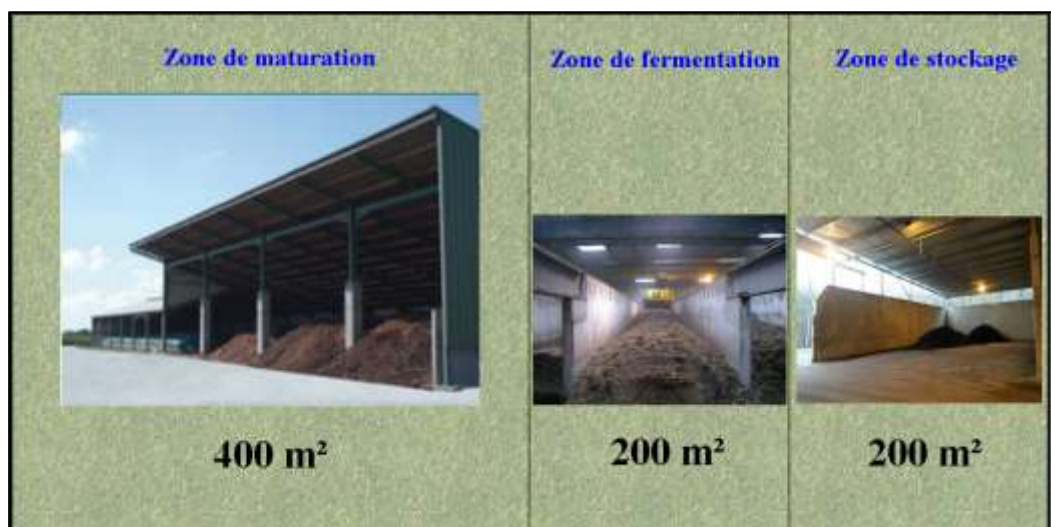 Zone de maturation
Zone de fermentation
Zone de stockage
400 m²
200 m²
200 m²